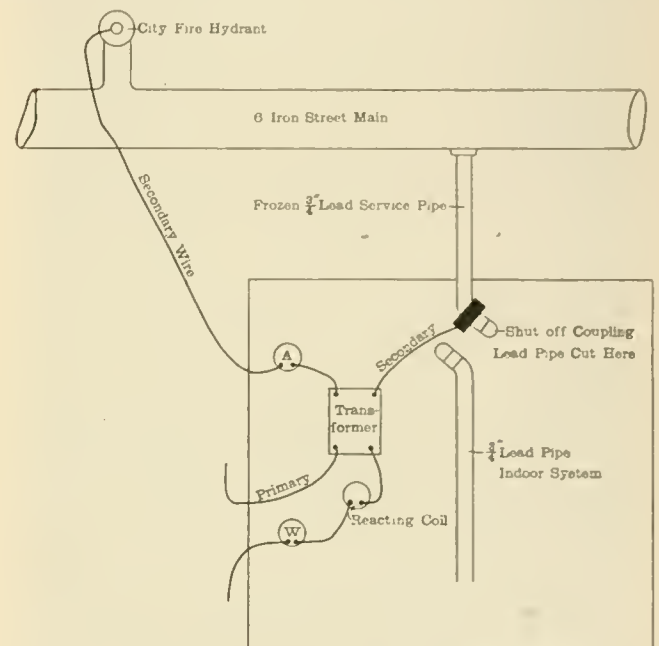 City Fire Hydrant
6 Iron Street Main
Secondary Wire
Frozen 3/4" Lead Service Pipe
Secondary
Shut off Coupling
Lead Pipe Cut Here
A
Trans-
former
3/4" Lead Pipe
Indoor System
Primary
Reacting Coil
W